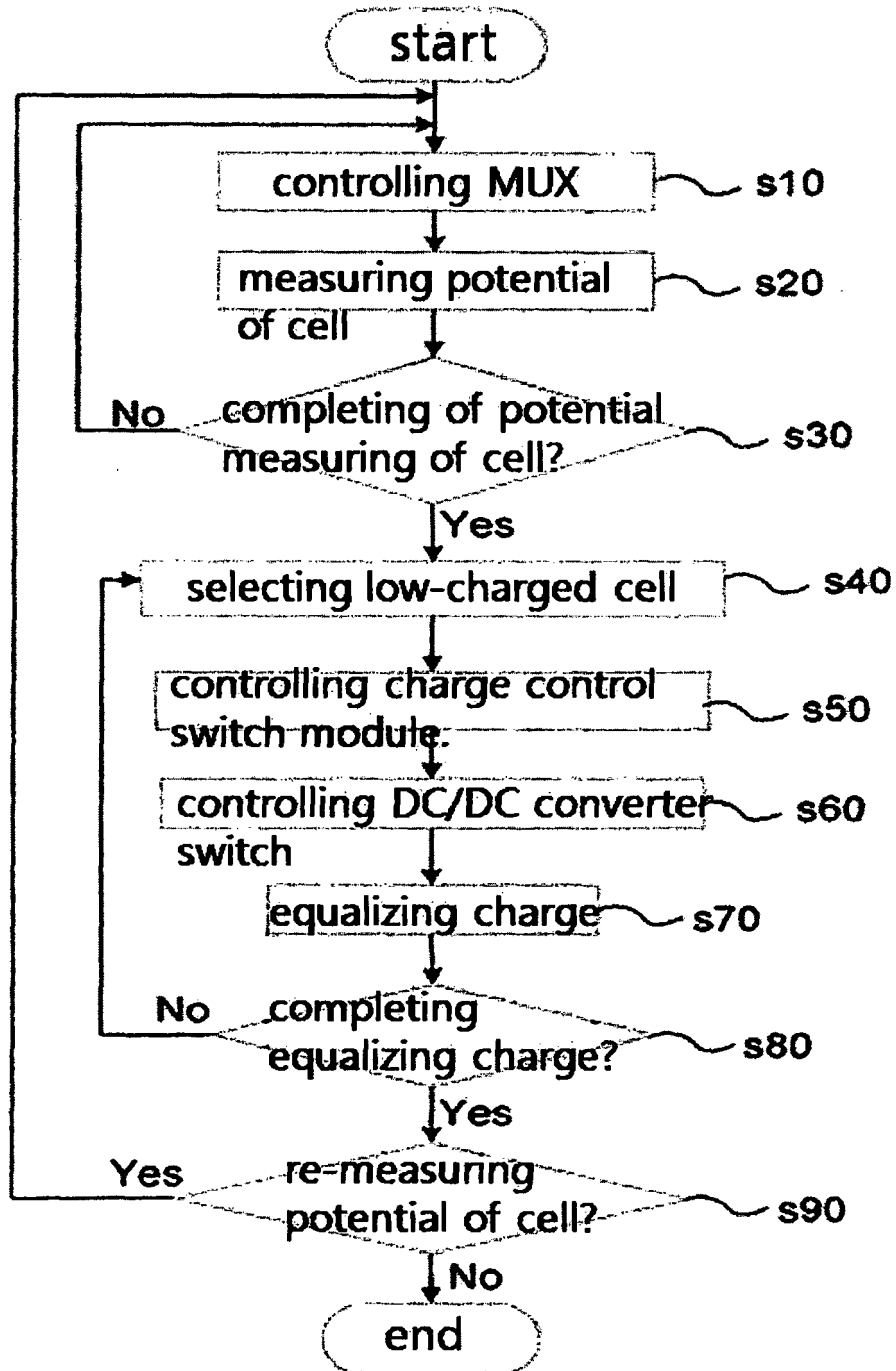 start
controlling MUX
s10
measuring potential
of cell
s20
No
completing of potential
measuring of cell?
s30
Yes
selecting low-charged cell
s40
controlling charge control
switch module.
s50
controlling DC/DC converter
switch
s60
equalizing charge
s70
No
completing
equalizing charge?
s80
Yes
Yes
re-measuring
potential of cell?
s90
No
end